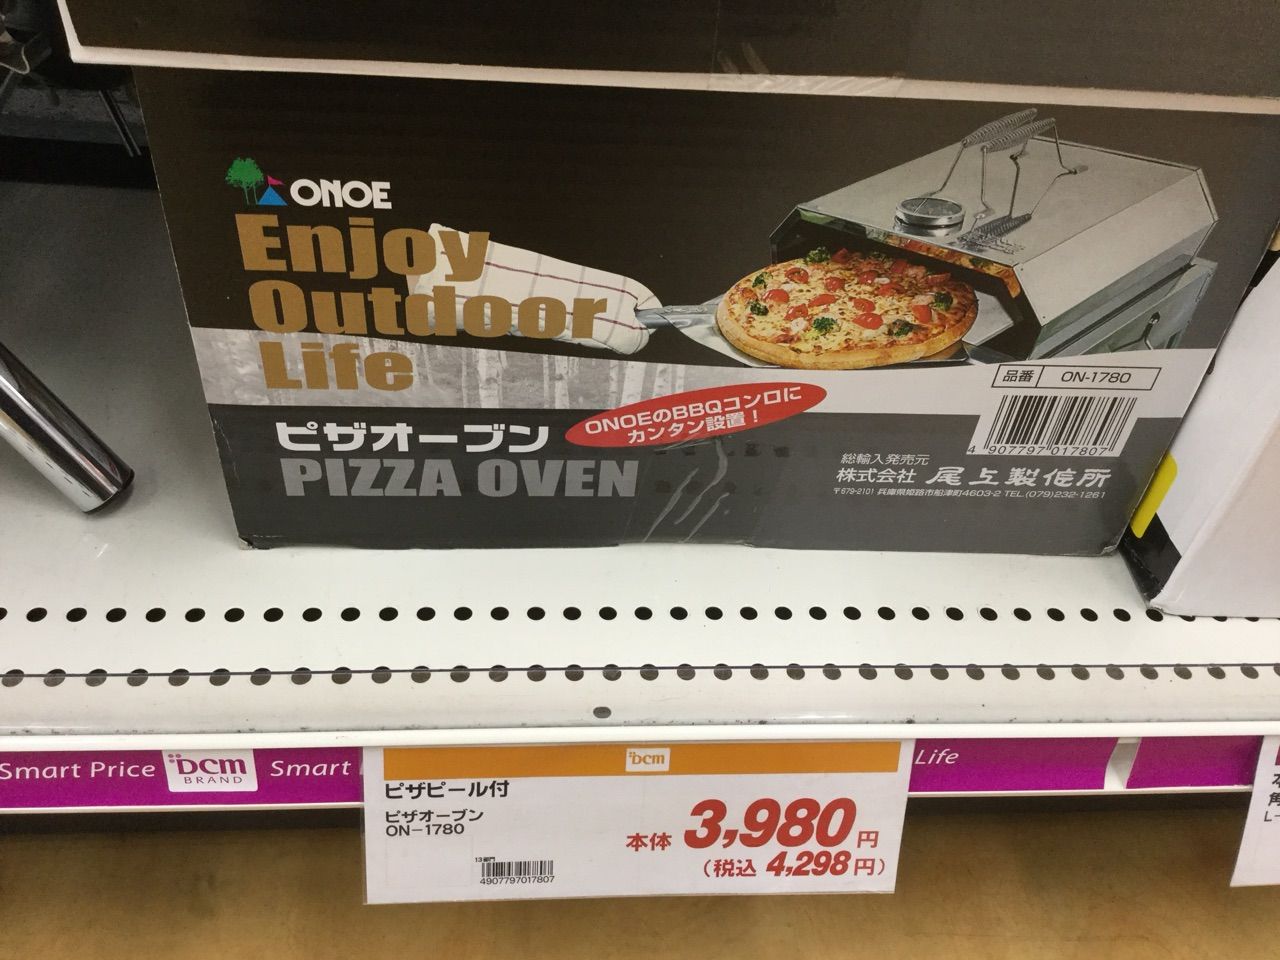 ONOE
Enjoy
Outdoor
Life
ピザオーブン
PIZZA OVEN
ONOEのBBQコンロに
カンタン設置!
品番 ON-1780
4 907797 017807
総輸入発売元
株式会社 尾上製作所
〒679-2101 兵庫県姫路市船津町4603-2 TEL(079)232-1261
Smart Price DCM BRAND Smart
Life
DCM
ピザピール付
ピザオーブン
ON-1780
本体 3,980円
(税込 4,298円)
13部門
4907797017807